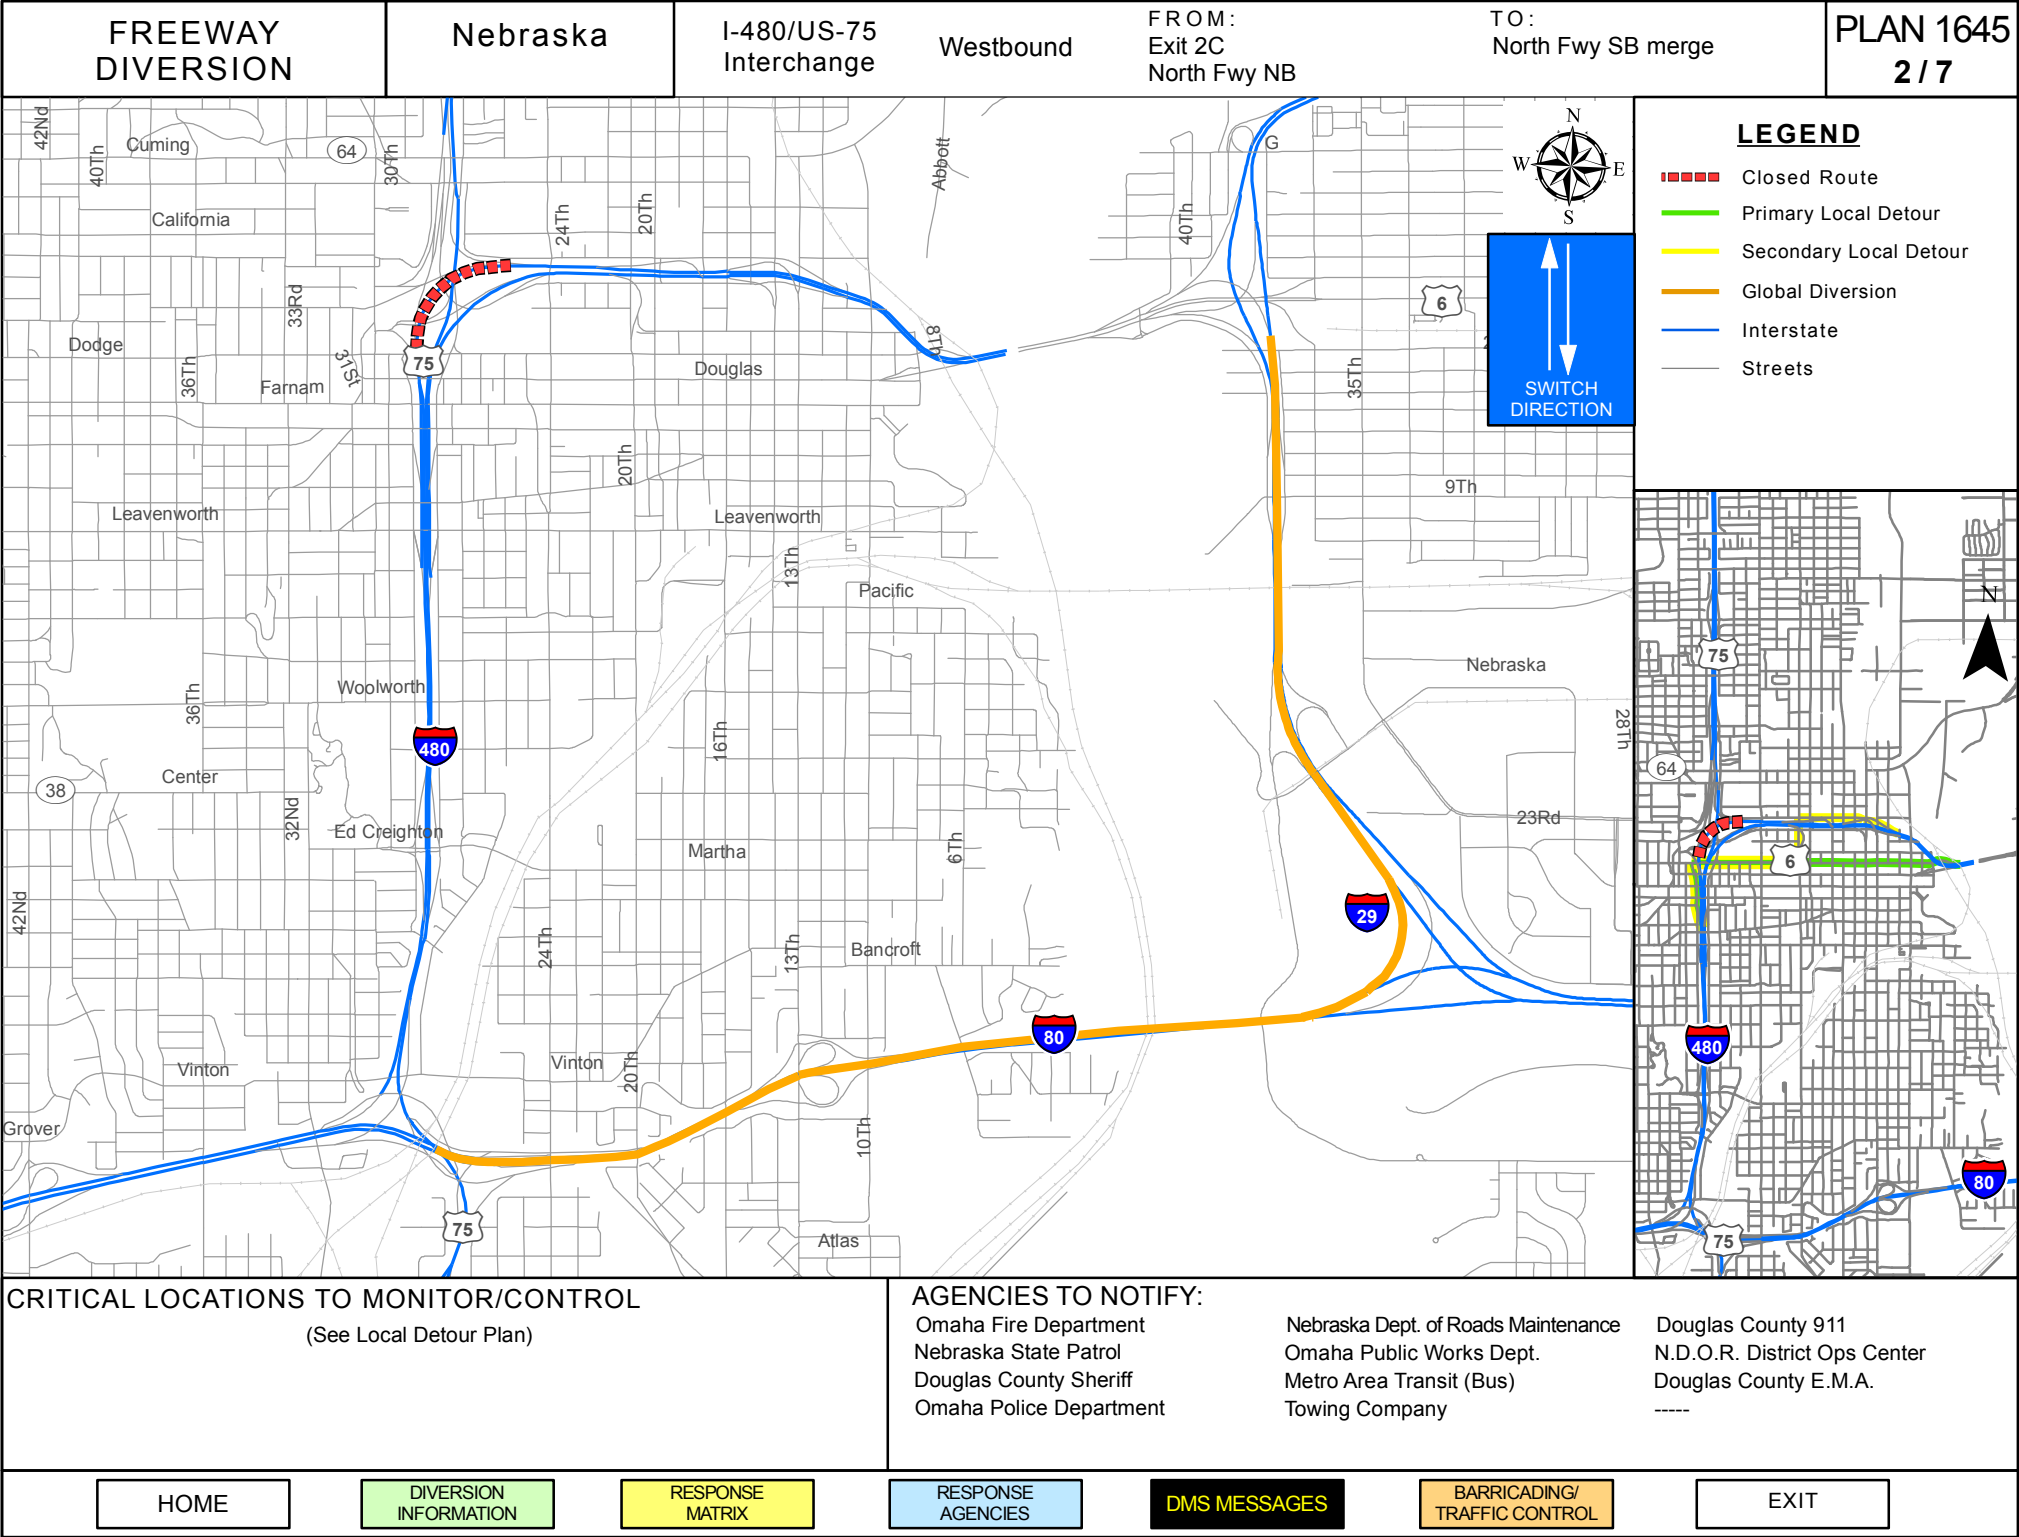 FREEWAY
DIVERSION
Nebraska
I-480/US-75
Interchange
Westbound
FROM:
Exit 2C
North Fwy NB
TO:
North Fwy SB merge
PLAN 1645
2 / 7
42Nd
40Th
Cuming
64
30Th
California
24Th
20Th
Abbott
40Th
G
N
W
E
S
33Rd
Dodge
36Th
31St
Farnam
75
Douglas
8Th
35Th
6
SWITCH
DIRECTION
20Th
9Th
Leavenworth
Leavenworth
13Th
Pacific
Nebraska
Woolworth
36Th
480
16Th
28Th
Center
38
32Nd
Ed Creighton
Martha
6Th
23Rd
42Nd
24Th
13Th
Bancroft
29
80
Vinton
Vinton
20Th
Grover
10Th
75
Atlas
LEGEND
Closed Route
Primary Local Detour
Secondary Local Detour
Global Diversion
Interstate
Streets
N
75
64
6
480
80
75
CRITICAL LOCATIONS TO MONITOR/CONTROL
(See Local Detour Plan)
AGENCIES TO NOTIFY:
Omaha Fire Department
Nebraska State Patrol
Douglas County Sheriff
Omaha Police Department
Nebraska Dept. of Roads Maintenance
Omaha Public Works Dept.
Metro Area Transit (Bus)
Towing Company
Douglas County 911
N.D.O.R. District Ops Center
Douglas County E.M.A.
-----
HOME
DIVERSION
INFORMATION
RESPONSE
MATRIX
RESPONSE
AGENCIES
DMS MESSAGES
BARRICADING/
TRAFFIC CONTROL
EXIT